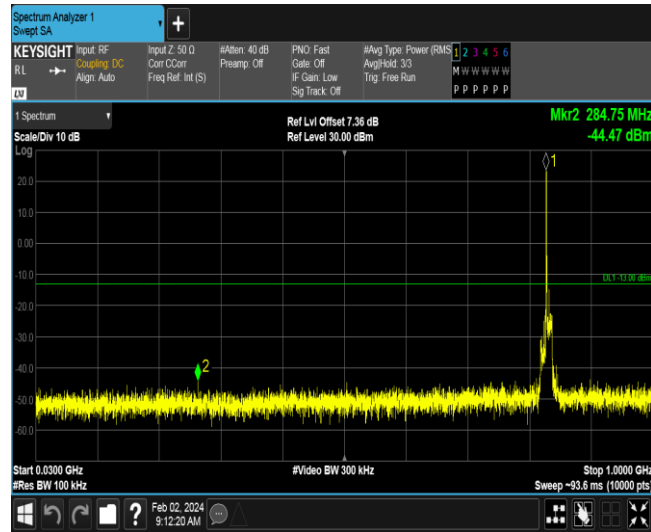 Spectrum Analyzer 1
Swept SA
+
KEYSIGHT
RL
LXI
Input: RF
Coupling: DC
Align: Auto
Input Z: 50 Ω
Corr CCorr
Freq Ref: Int (S)
#Atten: 40 dB
Preamp: Off
PNO: Fast
Gate: Off
IF Gain: Low
Sig Track: Off
#Avg Type: Power (RMS
Avg|Hold: 3/3
Trig: Free Run
1 2 3 4 5 6
M W W W W W
P P P P P P
1 Spectrum
Scale/Div 10 dB
Log
Ref Lvl Offset 7.36 dB
Ref Level 30.00 dBm
Mkr2 284.75 MHz
-44.47 dBm
1
20.0
10.0
0.00
-10.0
DL1 -13.00 dBm
-20.0
-30.0
-40.0
2
-50.0
-60.0
Start 0.0300 GHz
#Res BW 100 kHz
#Video BW 300 kHz
Stop 1.0000 GHz
Sweep ~93.6 ms (10000 pts)
?
Feb 02, 2024
9:12:20 AM